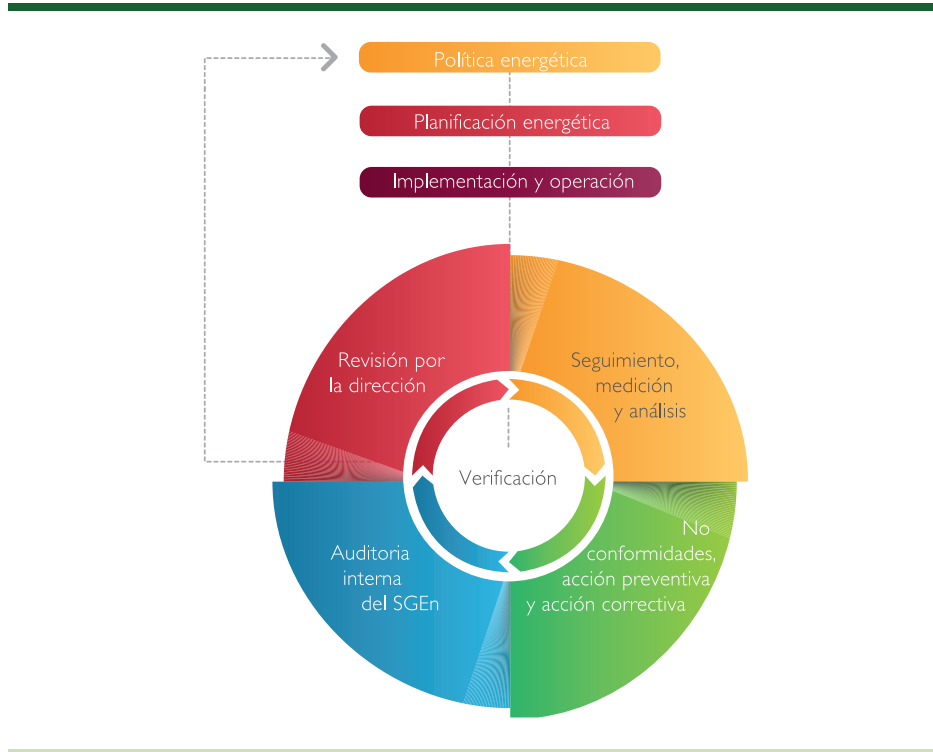 Política energética
Planificación energética
Implementación y operación
Revisión por
la dirección
Seguimiento,
medición
y análisis
Verificación
Auditoria
interna
del SGEn
No
conformidades,
acción preventiva
y acción correctiva